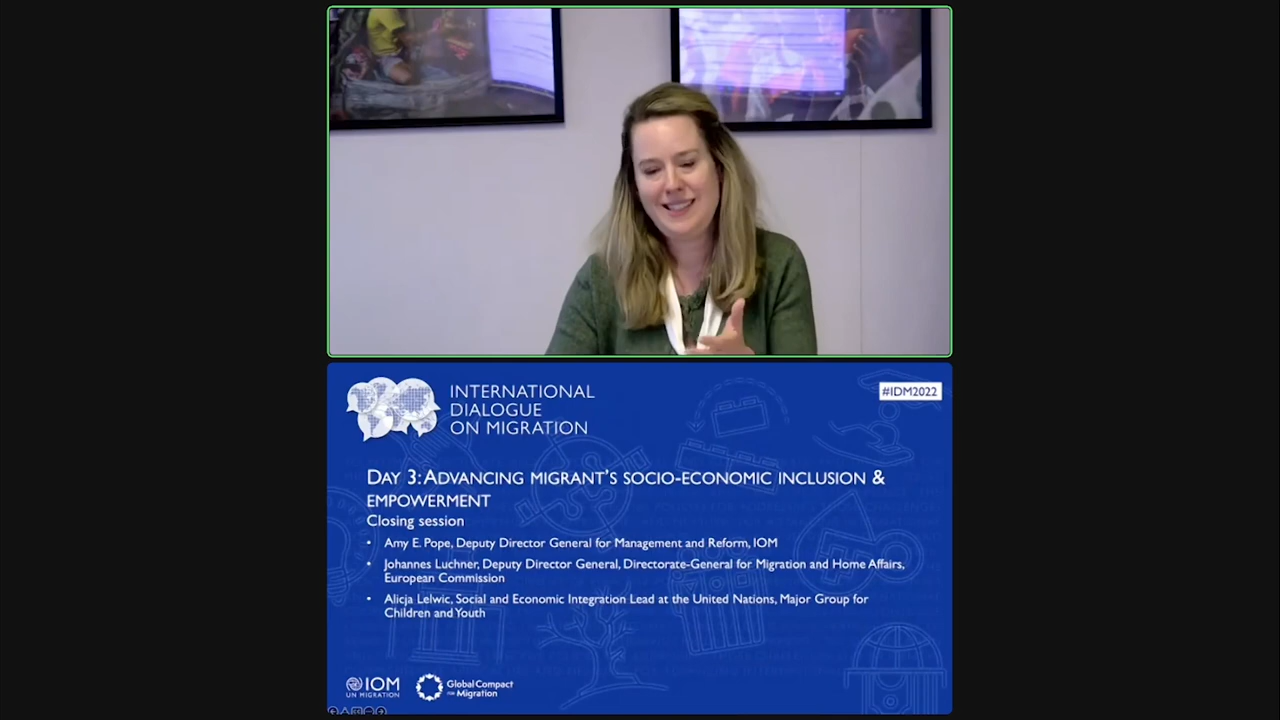 INTERNATIONAL
DIALOGUE
ON MIGRATION
#IDM2022
DAY 3: ADVANCING MIGRANT'S SOCIO-ECONOMIC INCLUSION &
EMPOWERMENT
Closing session
• Amy E. Pope, Deputy Director General for Management and Reform, IOM
• Johannes Luchner, Deputy Director General, Directorate-General for Migration and Home Affairs,
European Commission
• Alicja Lelwic, Social and Economic Integration Lead at the United Nations, Major Group for
Children and Youth
IOM
UN MIGRATION
Global Compact
FOR Migration